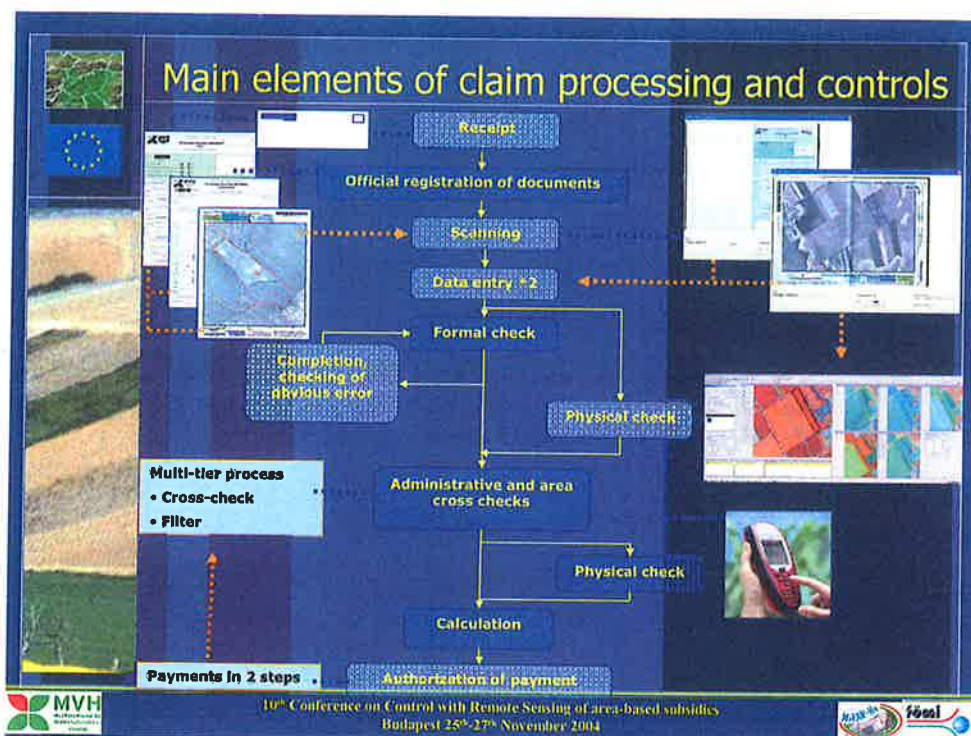 Main elements of claim processing and controls
Receipt
Official registration of documents
Scanning
Data entry *2
Formal check
Completion, 
checking of
obvious error
Physical check
Multi-tier process
• Cross-check
• Filter
Administrative and area
cross checks
Physical check
Calculation
Payments in 2 steps
Authorization of payment
MVH
10th Conference on Control with Remote Sensing of area-based subsidies
Budapest 25th-27th November 2004
fömi